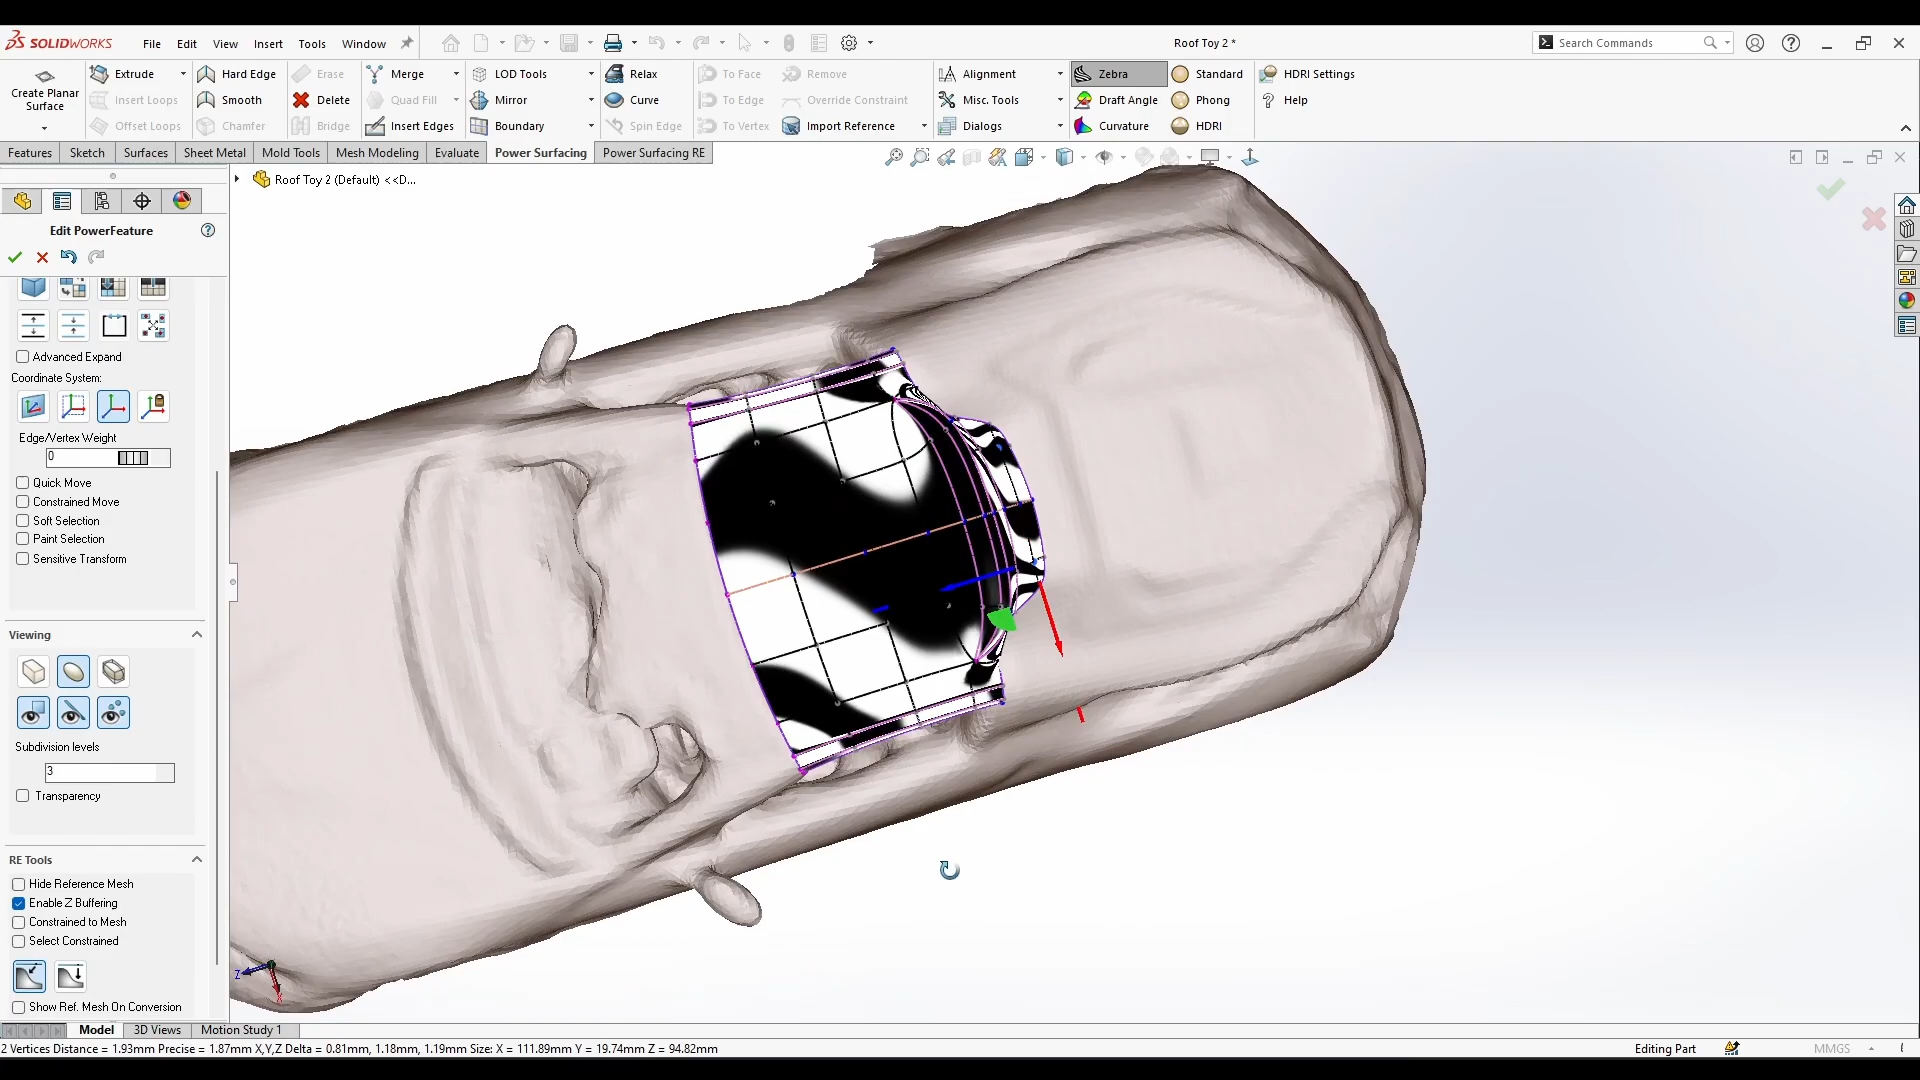 SOLIDWORKS File Edit View Insert Tools Window Roof Toy 2 * Search Commands
Extrude Hard Edge Erase Merge LOD Tools Relax To Face Remove Alignment Zebra Standard HDRI Settings
Create Planar Surface Insert Loops Smooth Delete Quad Fill Mirror Curve To Edge Override Constraint Misc. Tools Draft Angle Phong Help
Offset Loops Chamfer Bridge Insert Edges Boundary Spin Edge To Vertex Import Reference Dialogs Curvature HDRI
Features Sketch Surfaces Sheet Metal Mold Tools Mesh Modeling Evaluate Power Surfacing Power Surfacing RE
Roof Toy 2 (Default) <<D...
Edit PowerFeature
Advanced Expand
Coordinate System:
Edge/Vertex Weight
0
Quick Move
Constrained Move
Soft Selection
Paint Selection
Sensitive Transform
Viewing
Subdivision levels
3
Transparency
RE Tools
Hide Reference Mesh
Enable Z Buffering
Constrained to Mesh
Select Constrained
Z
X
Show Ref. Mesh On Conversion
Model 3D Views Motion Study 1
2 Vertices Distance = 1.93mm Precise = 1.87mm X,Y,Z Delta = 0.81mm, 1.18mm, 1.19mm Size: X = 111.89mm Y = 19.74mm Z = 94.82mm Editing Part MMGS